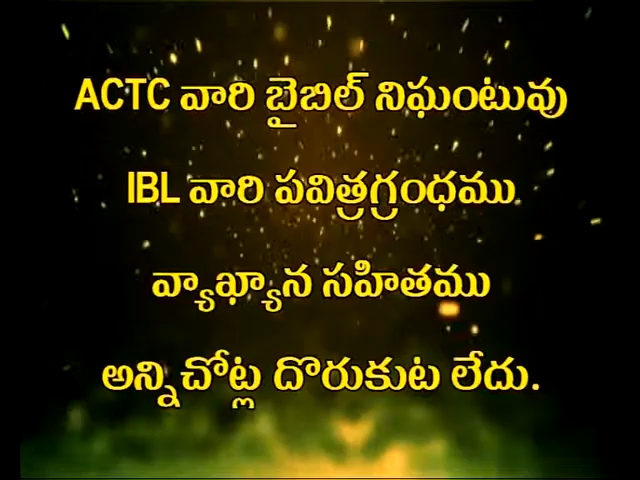 ACTC వారి బైబిల్ నిఘంటువు
IBL వారి పవిత్రగ్రంధము
వ్యాఖ్యాన సహితము
అన్నిచోట్ల దొరుకుట లేదు.